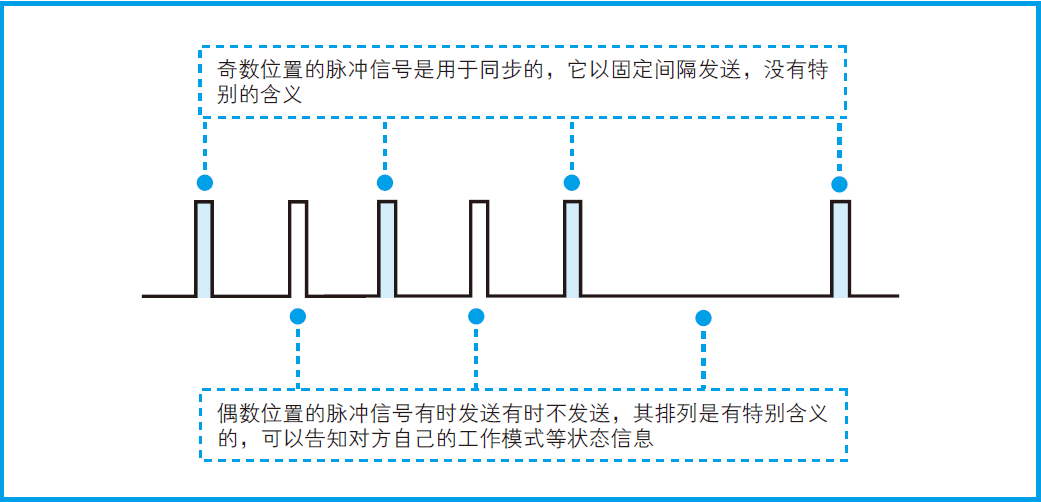 奇数位置的脉冲信号是用于同步的，它以固定间隔发送，没有特
别的含义
偶数位置的脉冲信号有时发送有时不发送，其排列是有特别含义
的，可以告知对方自己的工作模式等状态信息